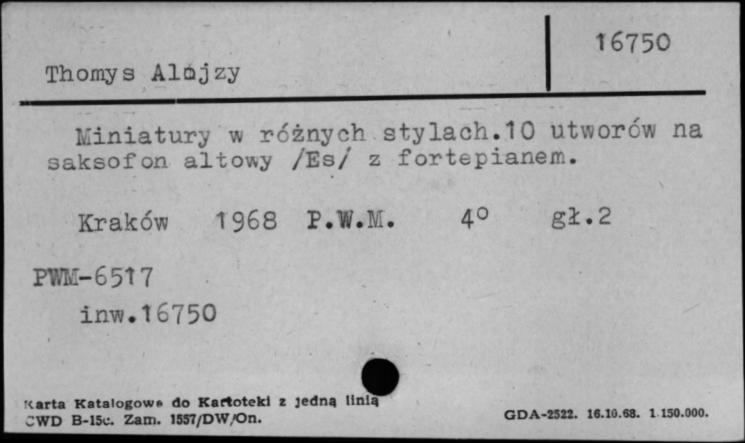 16750
Thomys Alojzy
Miniatury w różnych stylach.10 utworów na
saksofon altowy /Es/ z fortepianem.
Kraków 1968 P.W.M. 4° gł.2
PWM-6517
inw.16750
Karta Katalogowa do Kartoteki z jedną linią
CWD B-15c. Zam. 1557/DW/On.
GDA-2522. 16.10.68. 1.150.000.